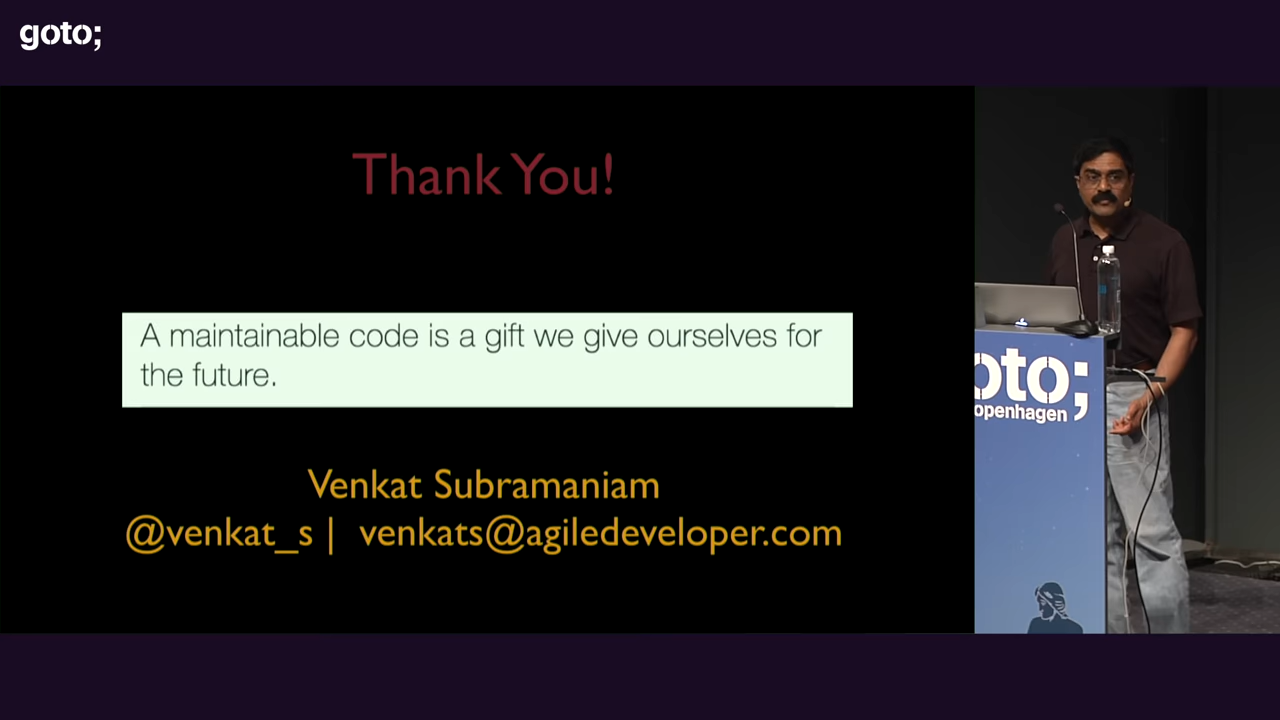 goto;
Thank You!
A maintainable code is a gift we give ourselves for
the future.
Venkat Subramaniam
@venkat_s | venkats@agiledeveloper.com
oto;
openhagen